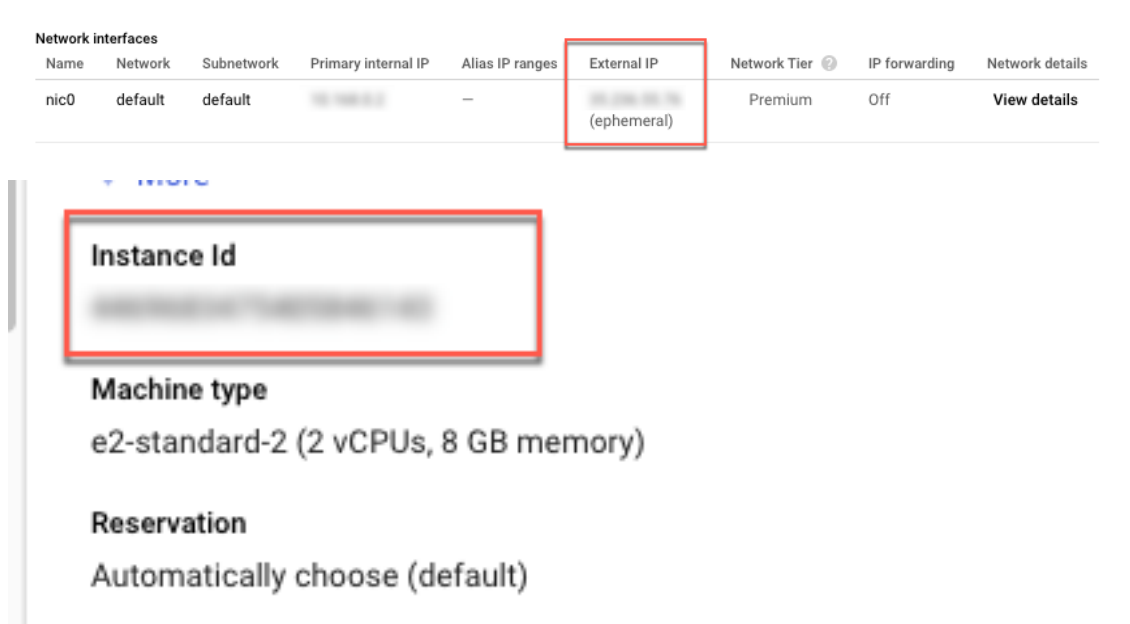 Network interfaces
Name Network Subnetwork Primary internal IP Alias IP ranges External IP Network Tier IP forwarding Network details
nic0 default default — Premium Off View details
(ephemeral)
Instance Id
Machine type
e2-standard-2 (2 vCPUs, 8 GB memory)
Reservation
Automatically choose (default)